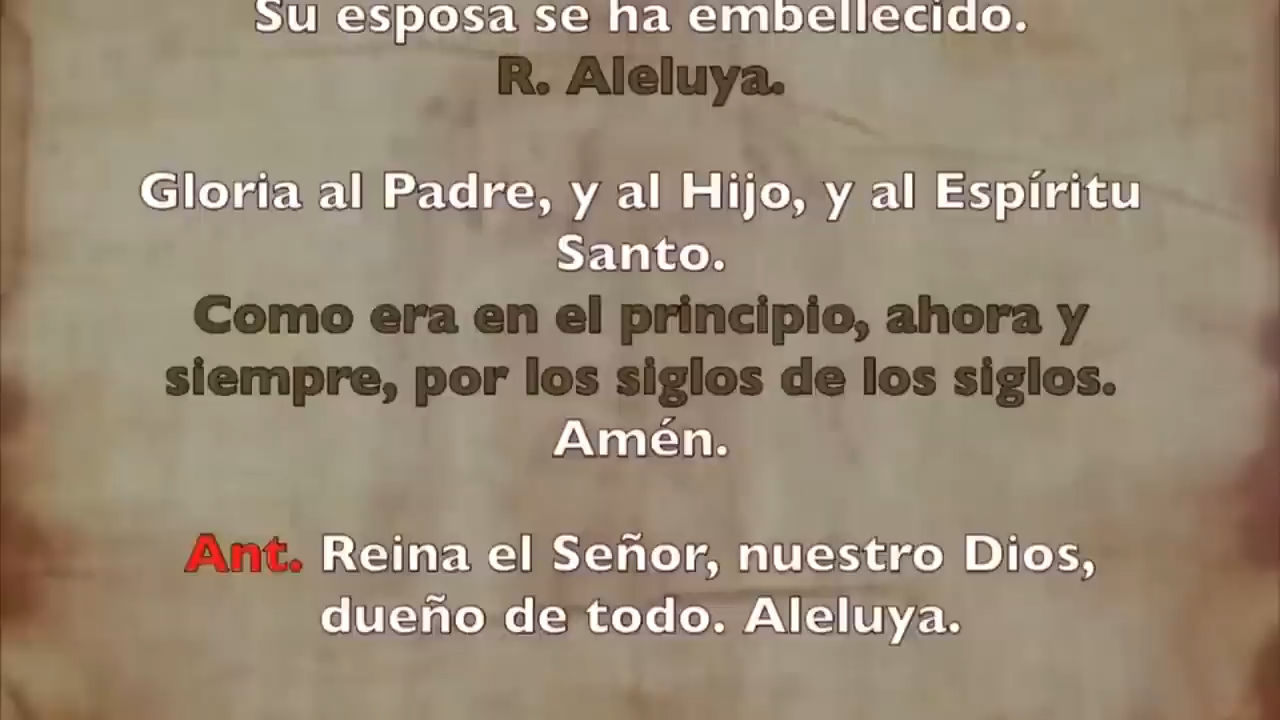 Su esposa se ha embellecido.
R. Aleluya.
Gloria al Padre, y al Hijo, y al Espíritu
Santo.
Como era en el principio, ahora y
siempre, por los siglos de los siglos.
Amén.
Ant. Reina el Señor, nuestro Dios,
dueño de todo. Aleluya.